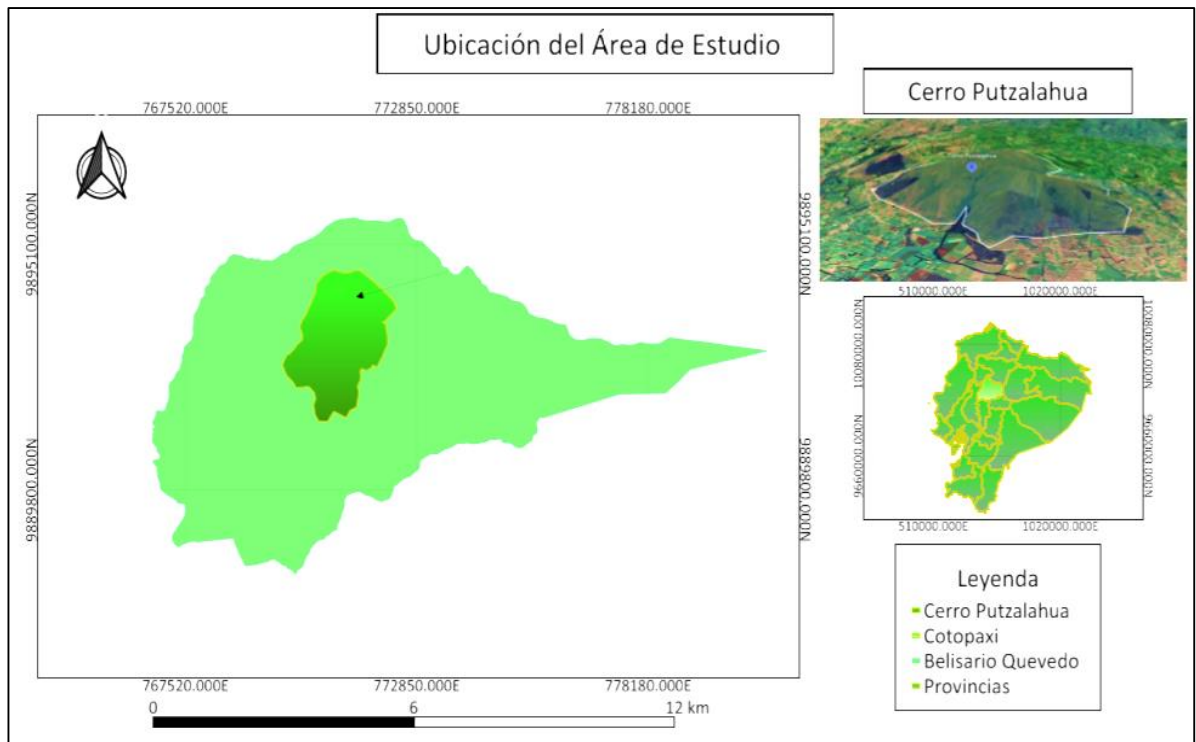 Ubicación del Área de Estudio
Cerro Putzalahua
767520.000E 772850.000E 778180.000E
9895100.000N
9889800.000N
9895100.000N
9889800.000N
767520.000E 772850.000E 778180.000E
0 6 12 km
510000.000E 1020000.000E
10080000.000N
9660000.000N
10080000.000N
9660000.000N
510000.000E 1020000.000E
Leyenda
Cerro Putzalahua
Cotopaxi
Belisario Quevedo
Provincias